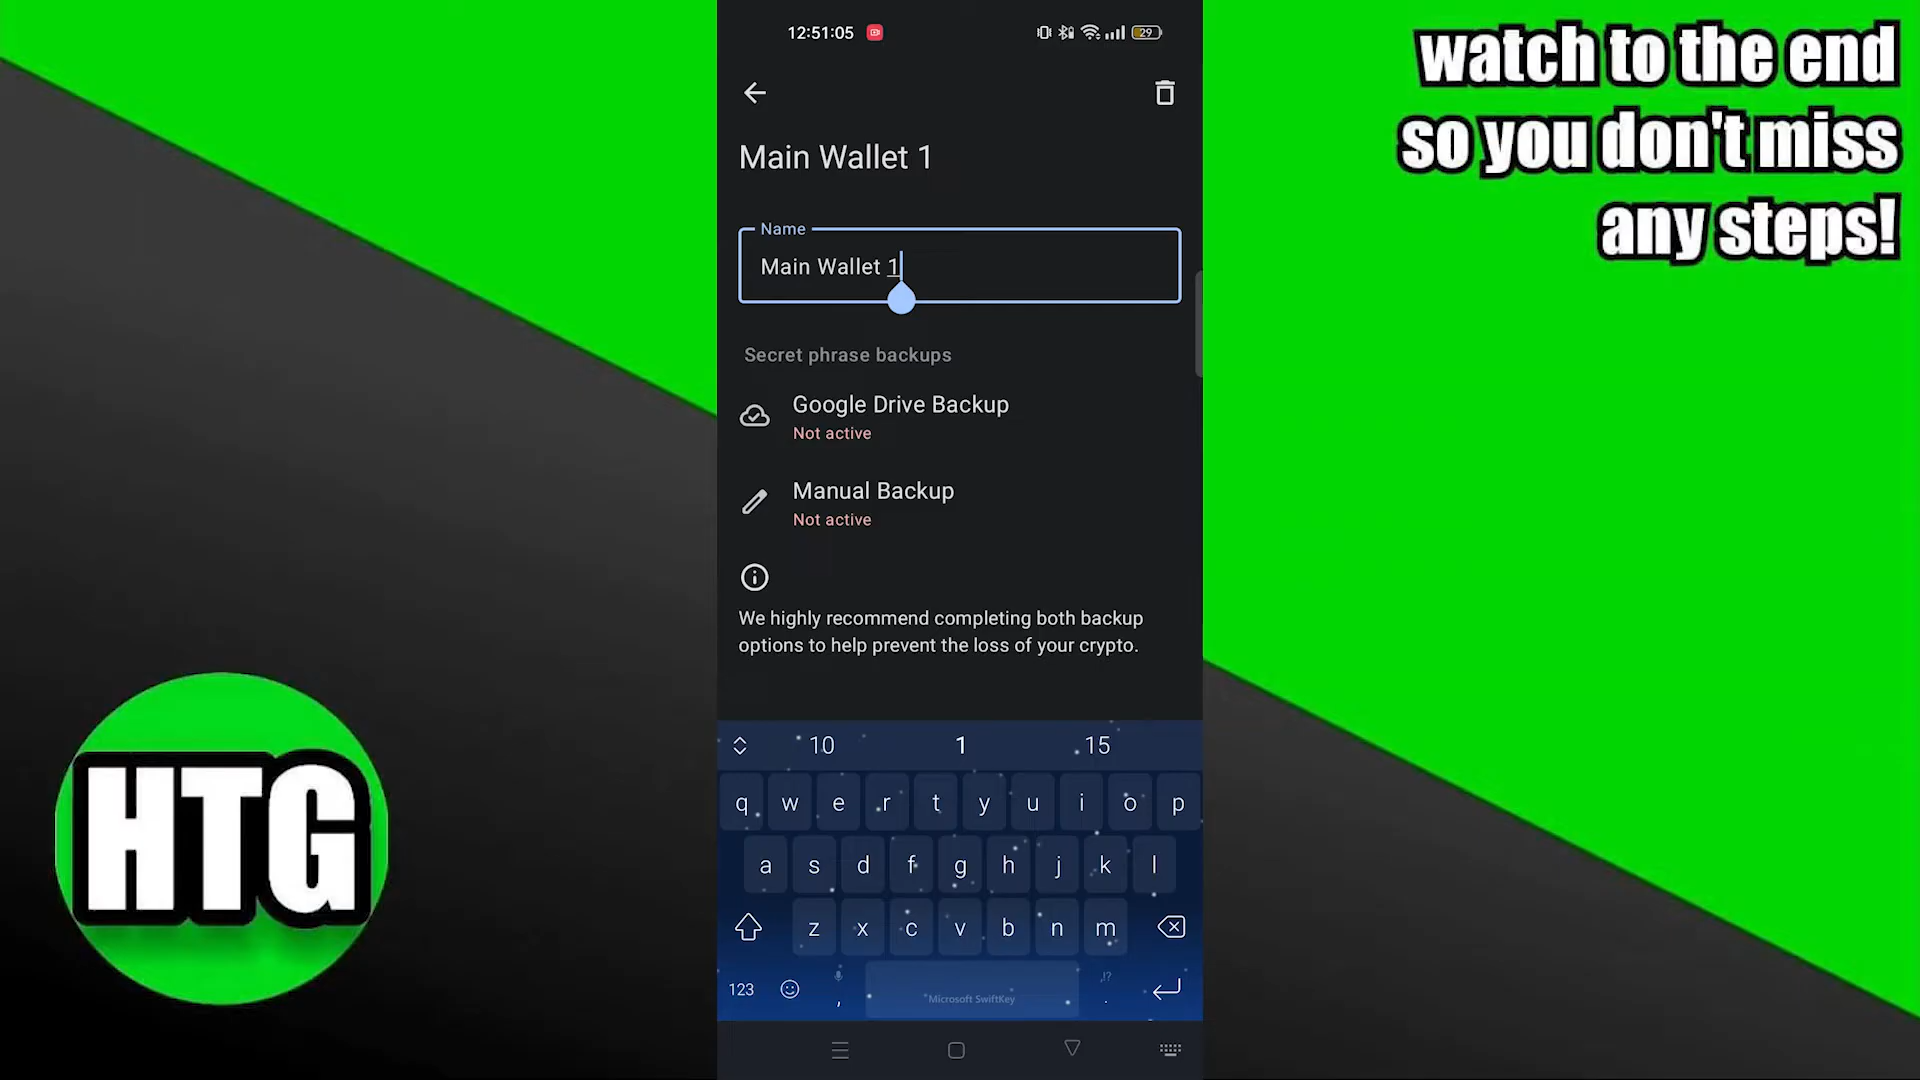 12:51:05
29
watch to the end
so you don't miss
any steps!
Main Wallet 1
Name
Main Wallet 1
Secret phrase backups
Google Drive Backup
Not active
Manual Backup
Not active
We highly recommend completing both backup
options to help prevent the loss of your crypto.
HTG
10 1 15
q w e r t y u i o p
a s d f g h j k l
z x c v b n m
123 , Microsoft SwiftKey ,!? .